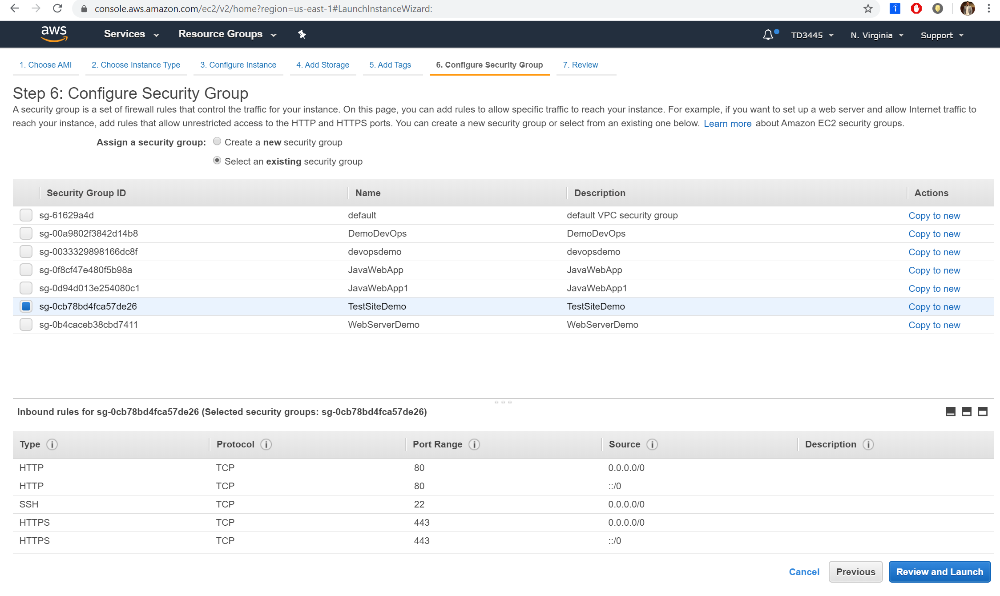 console.aws.amazon.com/ec2/v2/home?region=us-east-1#LaunchInstanceWizard:
aws Services Resource Groups TD3445 N. Virginia Support
1. Choose AMI 2. Choose Instance Type 3. Configure Instance 4. Add Storage 5. Add Tags 6. Configure Security Group 7. Review
Step 6: Configure Security Group
A security group is a set of firewall rules that control the traffic for your instance. On this page, you can add rules to allow specific traffic to reach your instance. For example, if you want to set up a web server and allow Internet traffic to
reach your instance, add rules that allow unrestricted access to the HTTP and HTTPS ports. You can create a new security group or select from an existing one below. Learn more about Amazon EC2 security groups.
Assign a security group: Create a new security group
Select an existing security group
Security Group ID Name Description Actions
sg-61629a4d default default VPC security group Copy to new
sg-00a9802f3842d14b8 DemoDevOps DemoDevOps Copy to new
sg-0033329898166dc8f devopsdemo devopsdemo Copy to new
sg-0f8cf47e480f5b98a JavaWebApp JavaWebApp Copy to new
sg-0d94d013e254080c1 JavaWebApp1 JavaWebApp1 Copy to new
sg-0cb78bd4fca57de26 TestSiteDemo TestSiteDemo Copy to new
sg-0b4caceb38cbd7411 WebServerDemo WebServerDemo Copy to new
Inbound rules for sg-0cb78bd4fca57de26 (Selected security groups: sg-0cb78bd4fca57de26)
Type i Protocol i Port Range i Source i Description i
HTTP TCP 80 0.0.0.0/0
HTTP TCP 80 ::/0
SSH TCP 22 0.0.0.0/0
HTTPS TCP 443 0.0.0.0/0
HTTPS TCP 443 ::/0
Cancel Previous Review and Launch